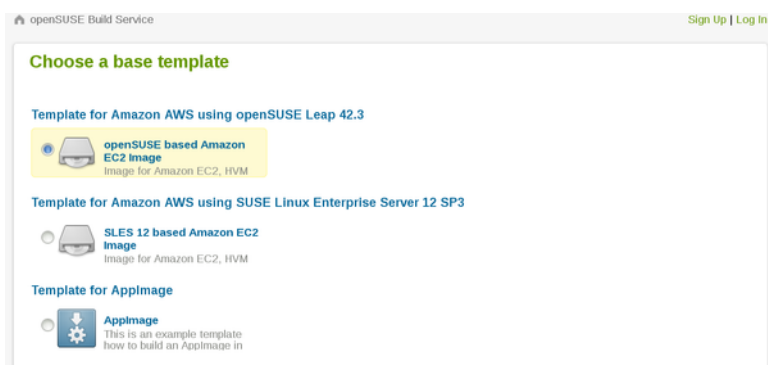 openSUSE Build Service
Sign Up | Log In
Choose a base template
Template for Amazon AWS using openSUSE Leap 42.3
openSUSE based Amazon
EC2 Image
Image for Amazon EC2, HVM
Template for Amazon AWS using SUSE Linux Enterprise Server 12 SP3
SLES 12 based Amazon EC2
Image
Image for Amazon EC2, HVM
Template for AppImage
AppImage
This is an example template
how to build an AppImage in